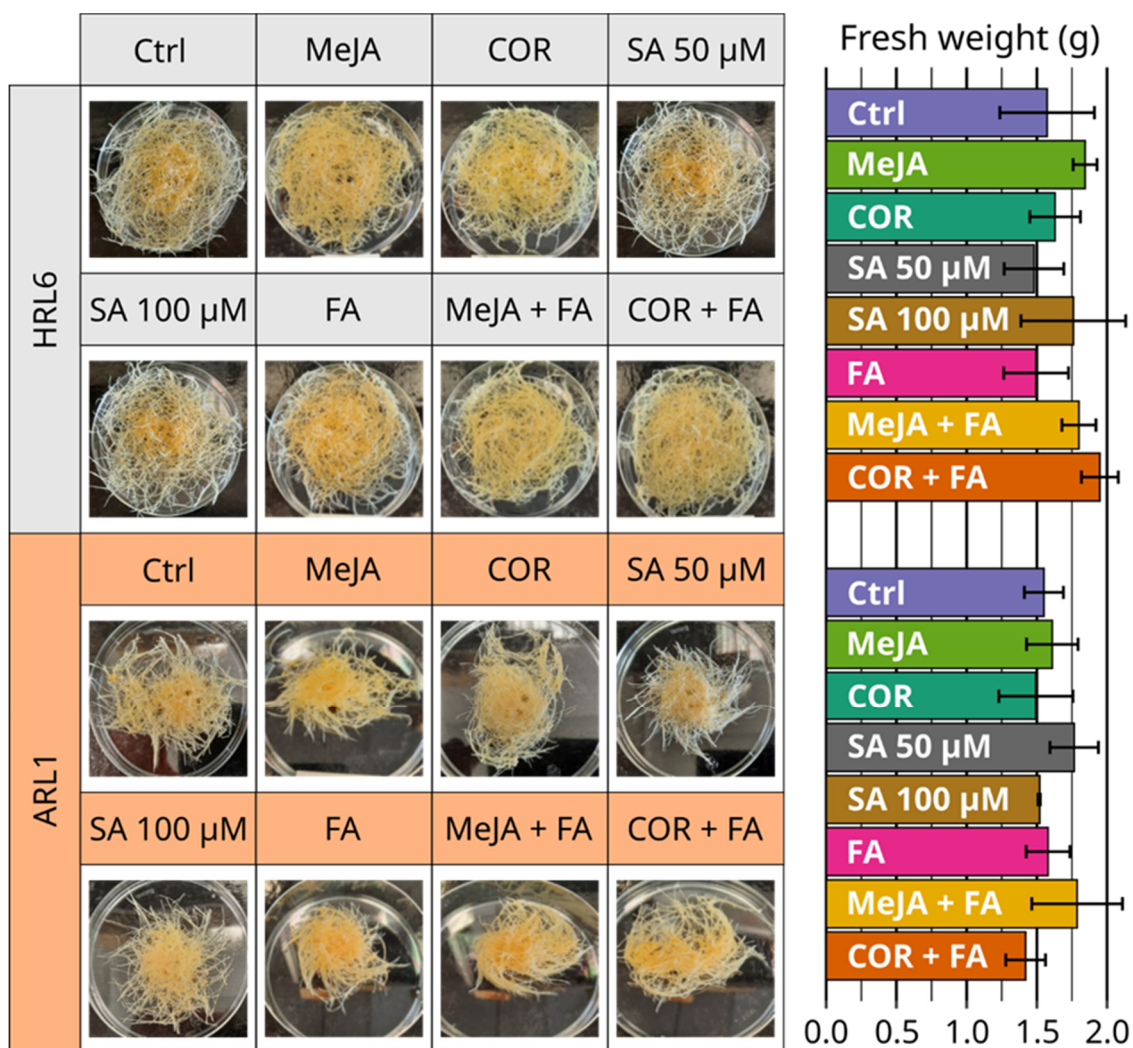 Ctrl MeJA COR SA 50 µM
HRL6
SA 100 µM FA MeJA + FA COR + FA
Ctrl MeJA COR SA 50 µM
ARL1
SA 100 µM FA MeJA + FA COR + FA
Fresh weight (g)
Ctrl
MeJA
COR
SA 50 µM
SA 100 µM
FA
MeJA + FA
COR + FA
Ctrl
MeJA
COR
SA 50 µM
SA 100 µM
FA
MeJA + FA
COR + FA
0.0 0.5 1.0 1.5 2.0